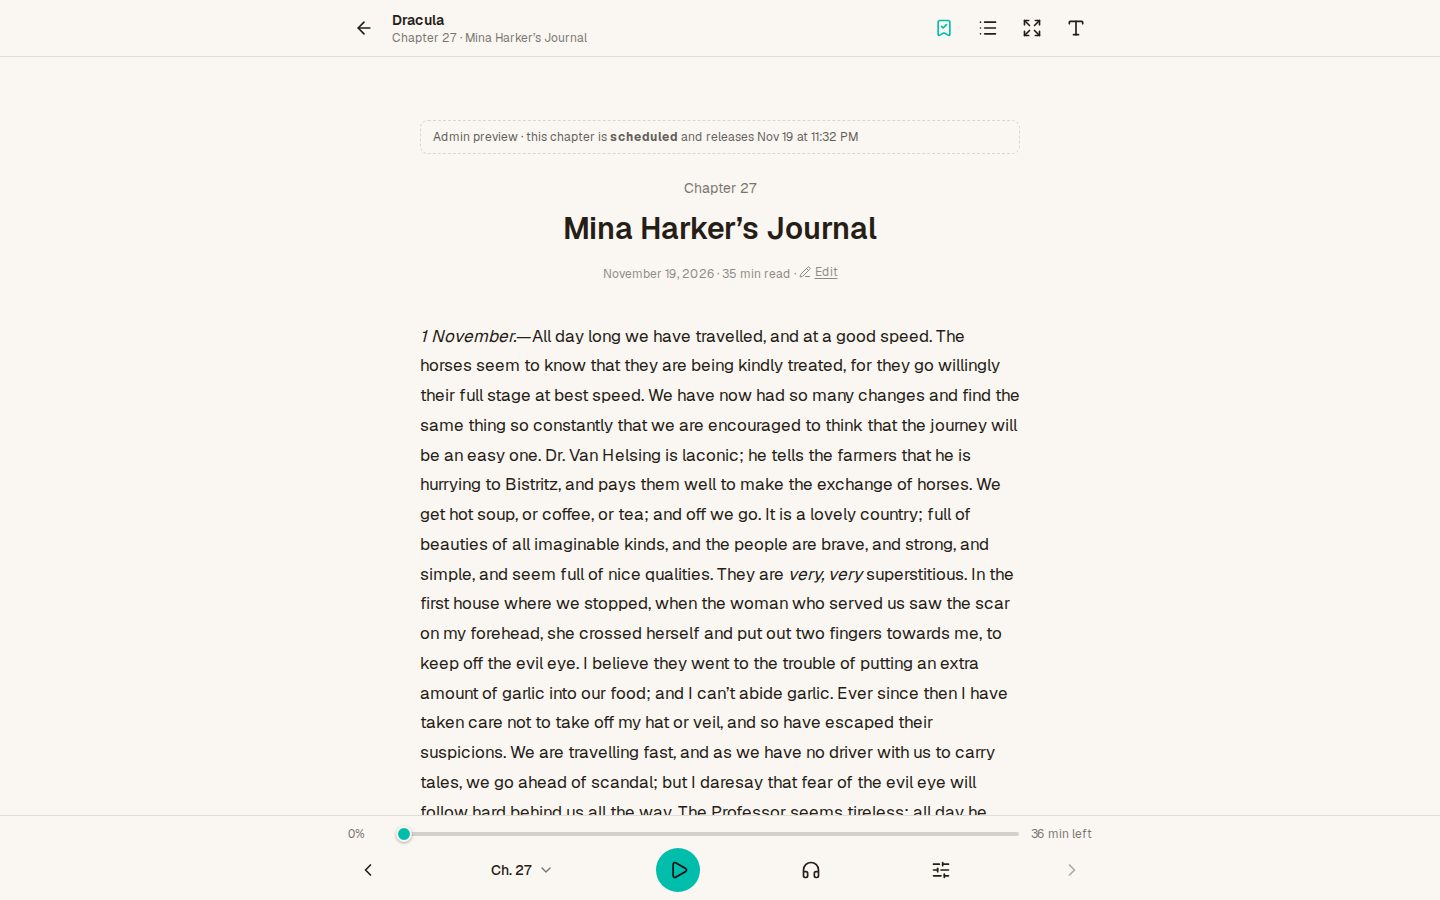 Dracula
Chapter 27 · Mina Harker’s Journal
Admin preview · this chapter is scheduled and releases Nov 19 at 11:32 PM
Chapter 27
Mina Harker’s Journal
November 19, 2026 · 35 min read · Edit
1 November.—All day long we have travelled, and at a good speed. The
horses seem to know that they are being kindly treated, for they go willingly
their full stage at best speed. We have now had so many changes and find the
same thing so constantly that we are encouraged to think that the journey will
be an easy one. Dr. Van Helsing is laconic; he tells the farmers that he is
hurrying to Bistritz, and pays them well to make the exchange of horses. We
get hot soup, or coffee, or tea; and off we go. It is a lovely country; full of
beauties of all imaginable kinds, and the people are brave, and strong, and
simple, and seem full of nice qualities. They are very, very superstitious. In the
first house where we stopped, when the woman who served us saw the scar
on my forehead, she crossed herself and put out two fingers towards me, to
keep off the evil eye. I believe they went to the trouble of putting an extra
amount of garlic into our food; and I can’t abide garlic. Ever since then I have
taken care not to take off my hat or veil, and so have escaped their
suspicions. We are travelling fast, and as we have no driver with us to carry
tales, we go ahead of scandal; but I daresay that fear of the evil eye will
follow hard behind us all the way. The Professor seems tireless; all day he
0%
36 min left
Ch. 27